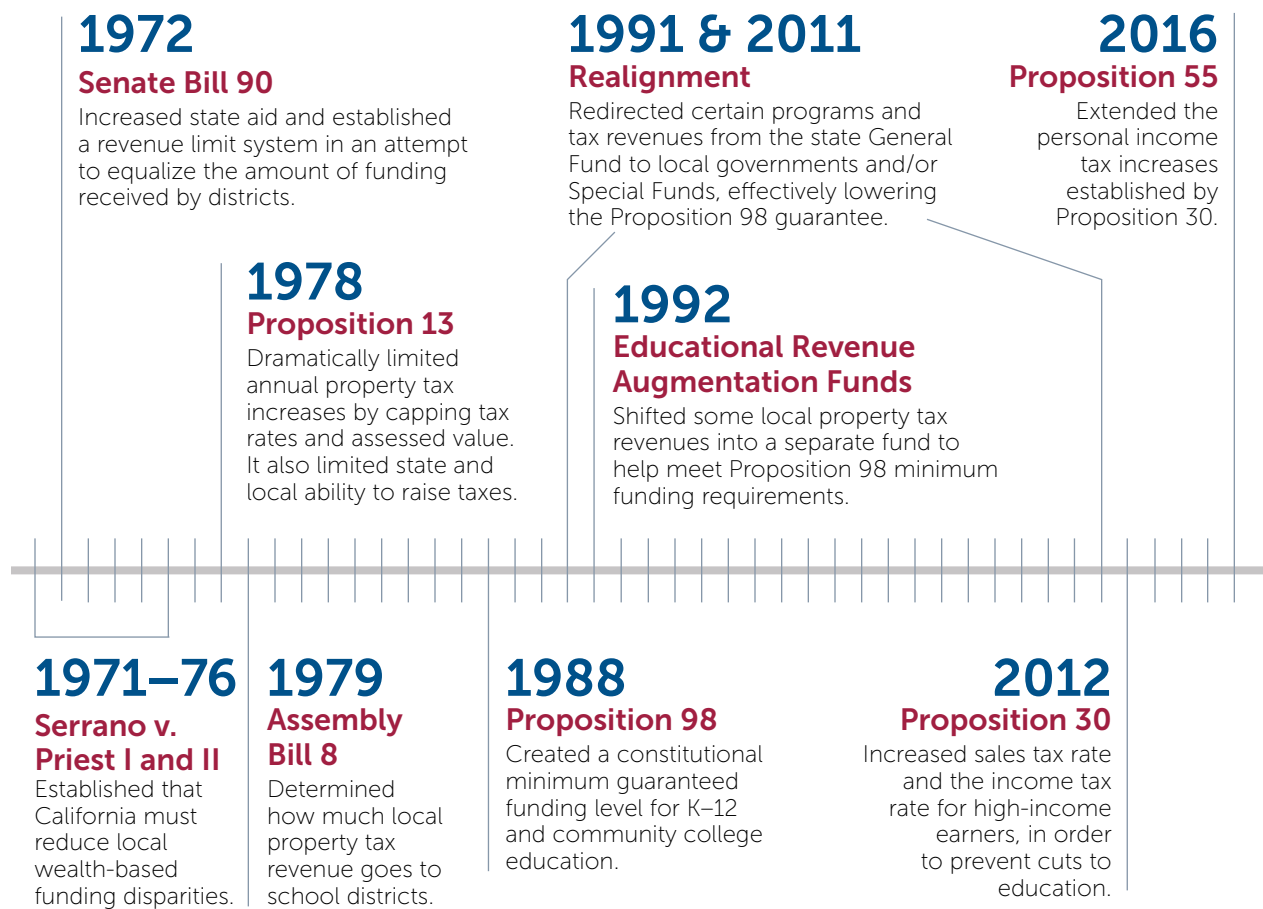 1972
Senate Bill 90
Increased state aid and established
a revenue limit system in an attempt
to equalize the amount of funding
received by districts.
1991 & 2011
Realignment
Redirected certain programs and
tax revenues from the state General
Fund to local governments and/or
Special Funds, effectively lowering
the Proposition 98 guarantee.
2016
Proposition 55
Extended the
personal income
tax increases
established by
Proposition 30.
1978
Proposition 13
Dramatically limited
annual property tax
increases by capping tax
rates and assessed value.
It also limited state and
local ability to raise taxes.
1992
Educational Revenue
Augmentation Funds
Shifted some local property tax
revenues into a separate fund to
help meet Proposition 98 minimum
funding requirements.
1971–76
Serrano v.
Priest I and II
Established that
California must
reduce local
wealth-based
funding disparities.
1979
Assembly
Bill 8
Determined
how much local
property tax
revenue goes to
school districts.
1988
Proposition 98
Created a constitutional
minimum guaranteed
funding level for K–12
and community college
education.
2012
Proposition 30
Increased sales tax rate
and the income tax
rate for high-income
earners, in order
to prevent cuts to
education.